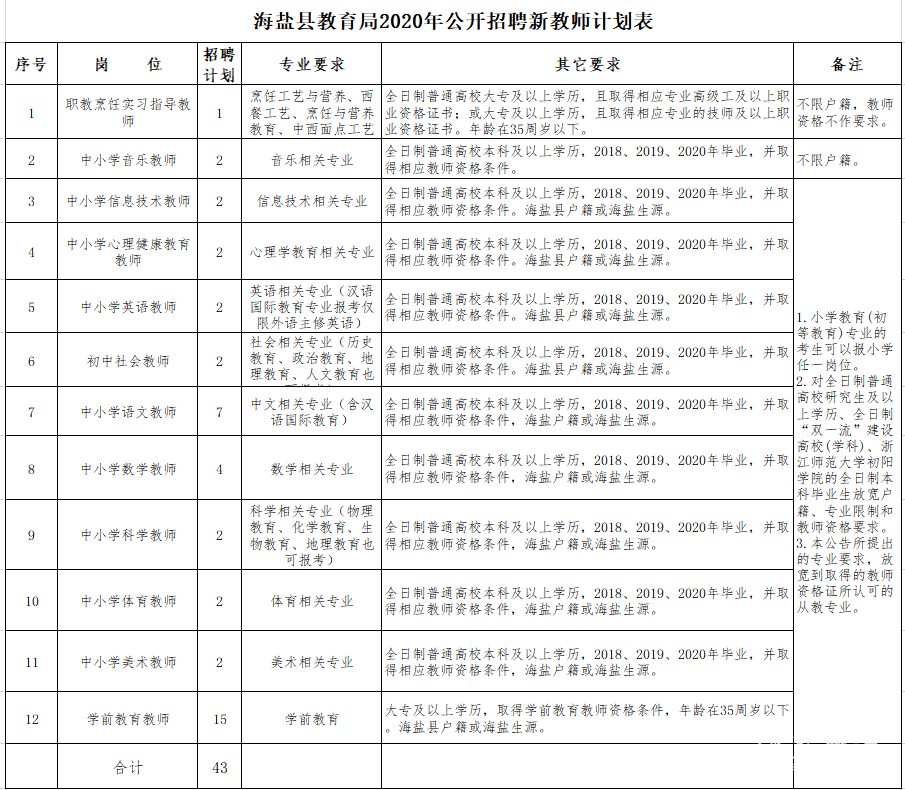 海盐县教育局2020年公开招聘新教师计划表
序号 岗 位 招聘计划 专业要求 其它要求 备注
1 职教烹饪实习指导教师 1 烹饪工艺与营养、西餐工艺、烹饪与营养教育、中西面点工艺 全日制普通高校大专及以上学历，且取得相应专业高级工及以上职业资格证书；或大专及以上学历，且取得相应专业的技师及以上职业资格证书。年龄在35周岁以下。 不限户籍，教师资格不作要求。
2 中小学音乐教师 2 音乐相关专业 全日制普通高校本科及以上学历，2018、2019、2020年毕业，并取得相应教师资格条件。 不限户籍。
3 中小学信息技术教师 2 信息技术相关专业 全日制普通高校本科及以上学历，2018、2019、2020年毕业，并取得相应教师资格条件。海盐县户籍或海盐生源。
4 中小学心理健康教育教师 2 心理学教育相关专业 全日制普通高校本科及以上学历，2018、2019、2020年毕业，并取得相应教师资格条件。海盐县户籍或海盐生源。
5 中小学英语教师 2 英语相关专业（汉语国际教育专业报考仅限外语主修英语） 全日制普通高校本科及以上学历，2018、2019、2020年毕业，并取得相应教师资格条件。海盐县户籍或海盐生源。
6 初中社会教师 2 社会相关专业（历史教育、政治教育、地理教育、人文教育也 全日制普通高校本科及以上学历，2018、2019、2020年毕业，并取得相应教师资格条件。海盐县户籍或海盐生源。
7 中小学语文教师 7 中文相关专业（含汉语国际教育） 全日制普通高校本科及以上学历，2018、2019、2020年毕业，并取得相应教师资格条件，海盐户籍或海盐生源。
8 中小学数学教师 4 数学相关专业 全日制普通高校本科及以上学历，2018、2019、2020年毕业，并取得相应教师资格条件，海盐户籍或海盐生源。
9 中小学科学教师 2 科学相关专业（物理教育、化学教育、生物教育、地理教育也可报考） 全日制普通高校本科及以上学历，2018、2019、2020年毕业，并取得相应教师资格条件，海盐户籍或海盐生源。
10 中小学体育教师 2 体育相关专业 全日制普通高校本科及以上学历，2018、2019、2020年毕业，并取得相应教师资格条件，海盐户籍或海盐生源。
11 中小学美术教师 2 美术相关专业 全日制普通高校本科及以上学历，2018、2019、2020年毕业，并取得相应教师资格条件，海盐户籍或海盐生源。
12 学前教育教师 15 学前教育 大专及以上学历，取得学前教育教师资格条件，年龄在35周岁以下。海盐县户籍或海盐生源。
1.小学教育(初等教育)专业的考生可以报小学任一岗位。
2.对全日制普通高校研究生及以上学历、全日制“双一流”建设高校(学科)、浙江师范大学初阳学院的全日制本科毕业生放宽户籍、专业限制和教师资格要求。
3.本公告所提出的专业要求，放宽到取得的教师资格证所认可的从教专业。
合计 43